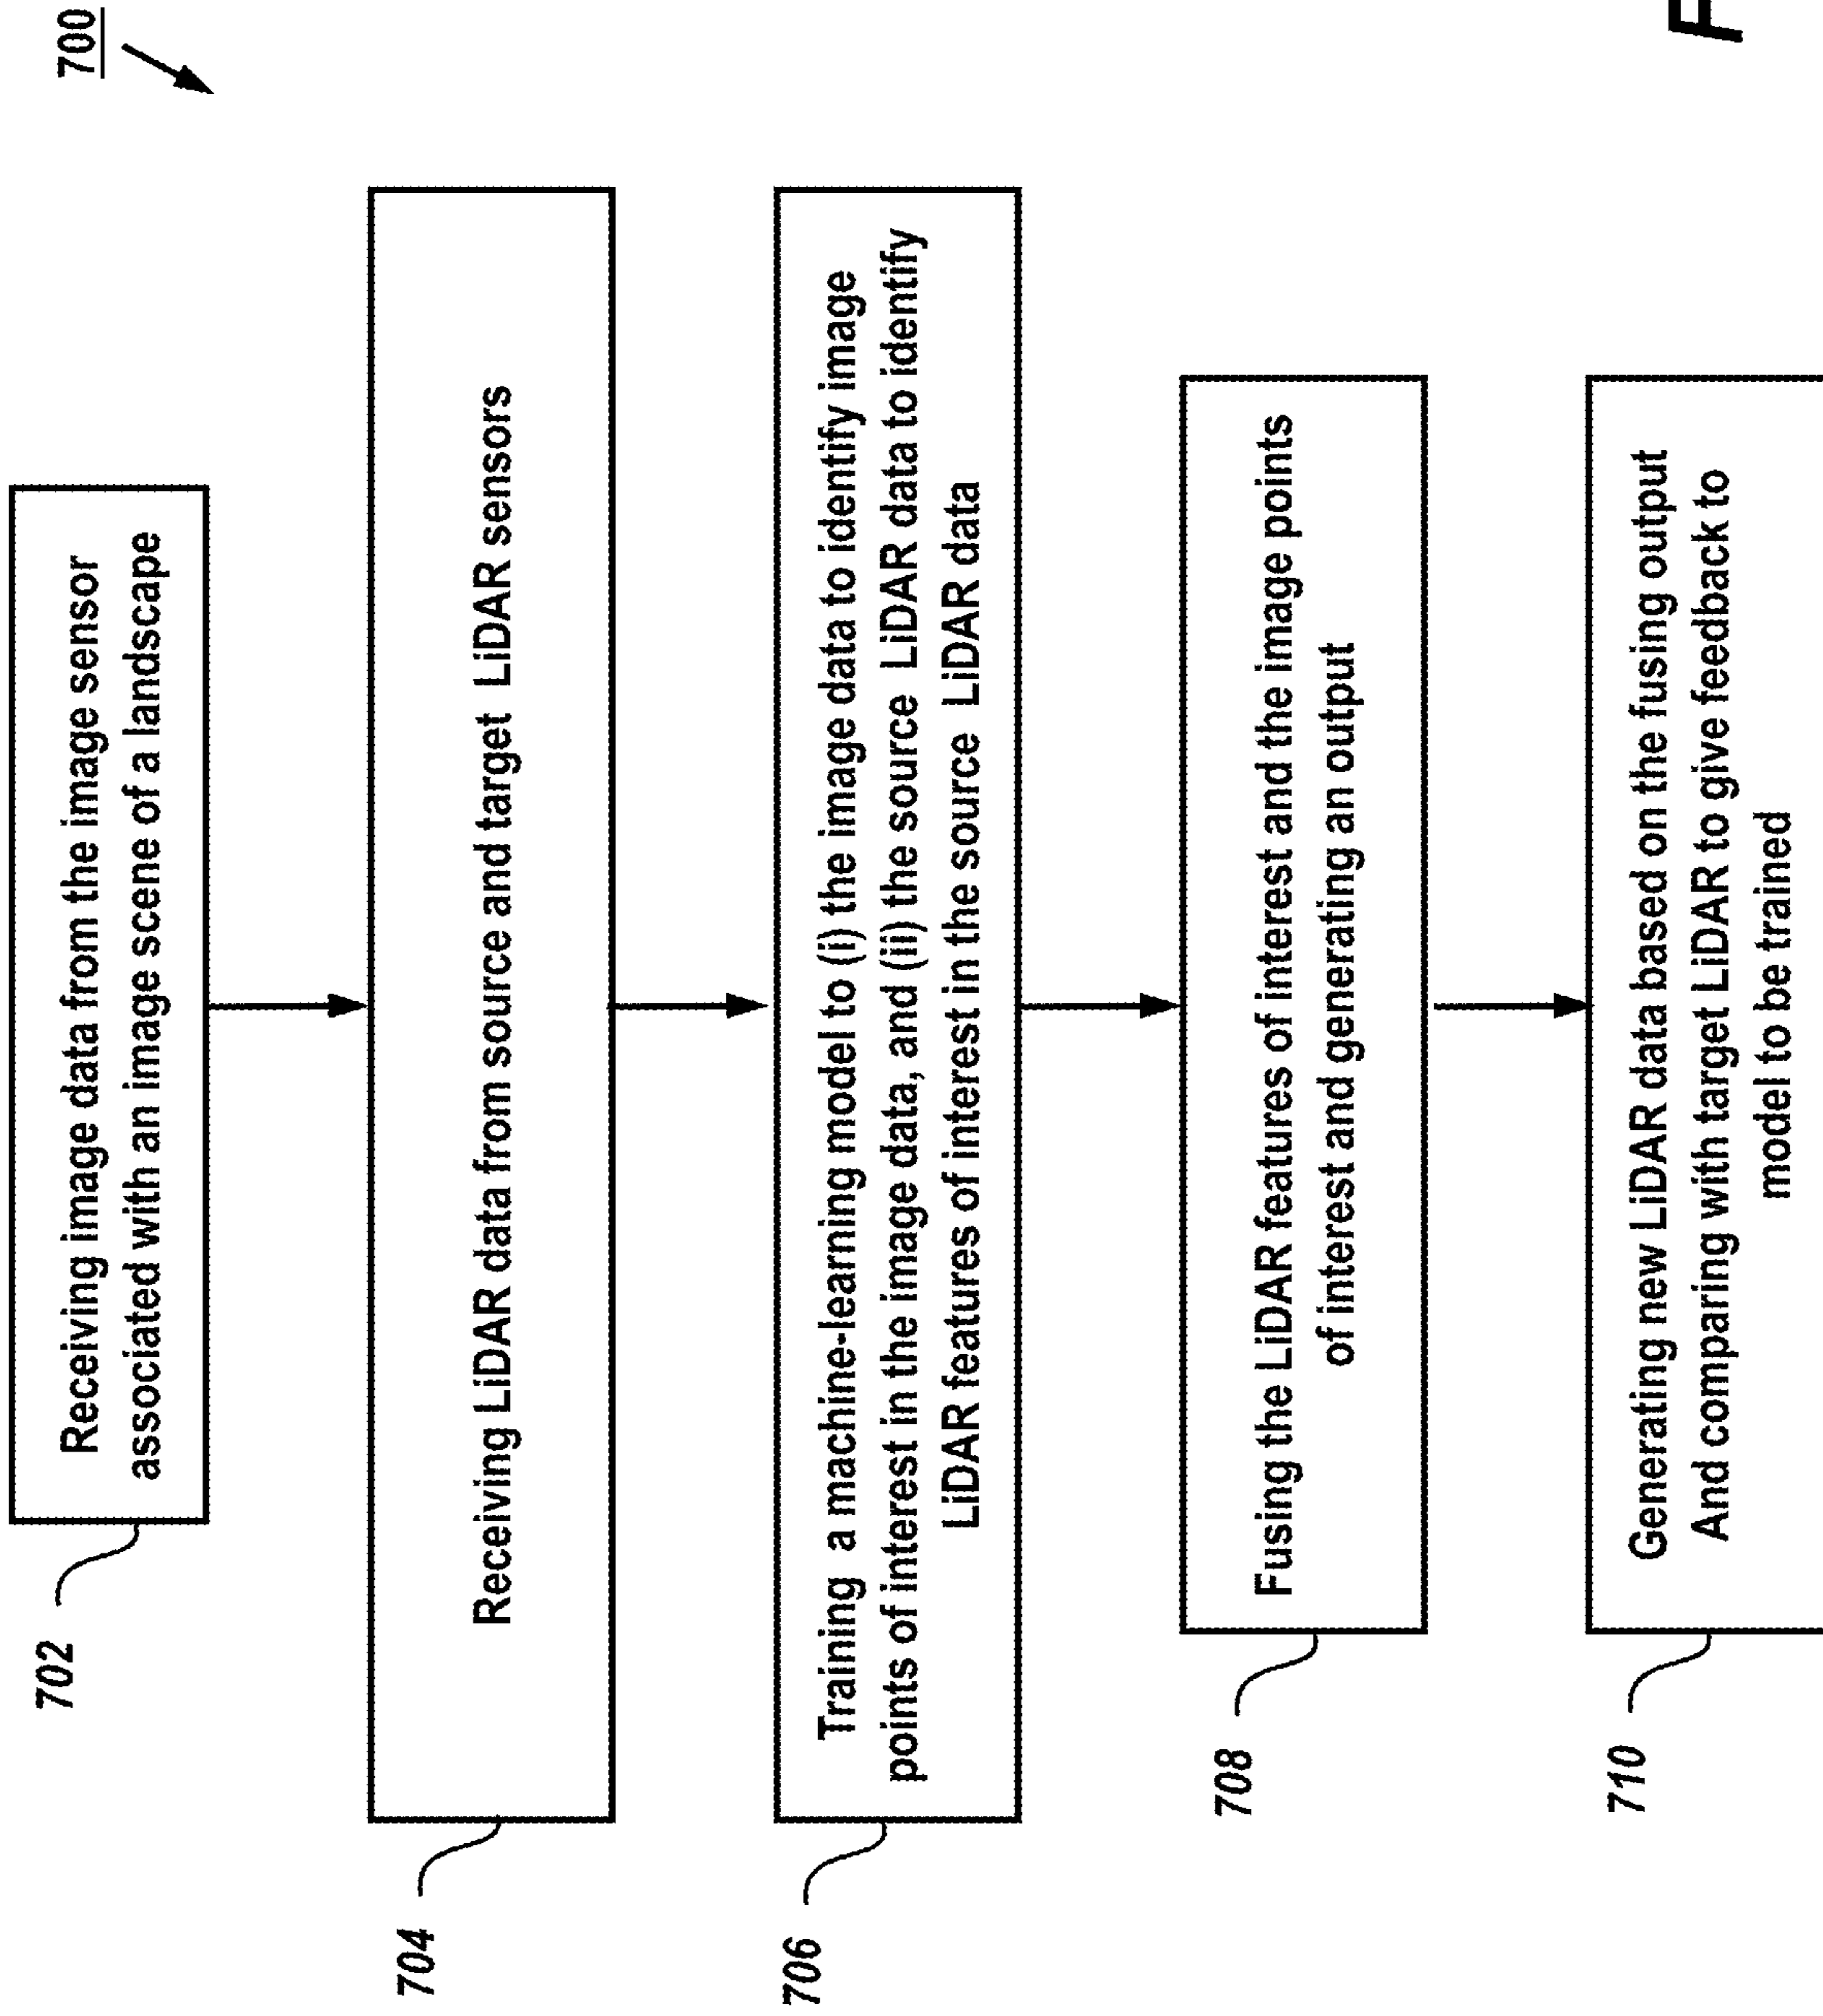 700
702
Receiving image data from the image sensor
associated with an image scene of a landscape
704
Receiving LiDAR data from source and target LiDAR sensors
706
Training a machine-learning model to (i) the image data to identify image
points of interest in the image data, and (ii) the source LiDAR data to identify
LiDAR features of interest in the source LiDAR data
708
Fusing the LiDAR features of interest and the image points
of interest and generating an output
710
Generating new LiDAR data based on the fusing output
And comparing with target LiDAR to give feedback to
model to be trained